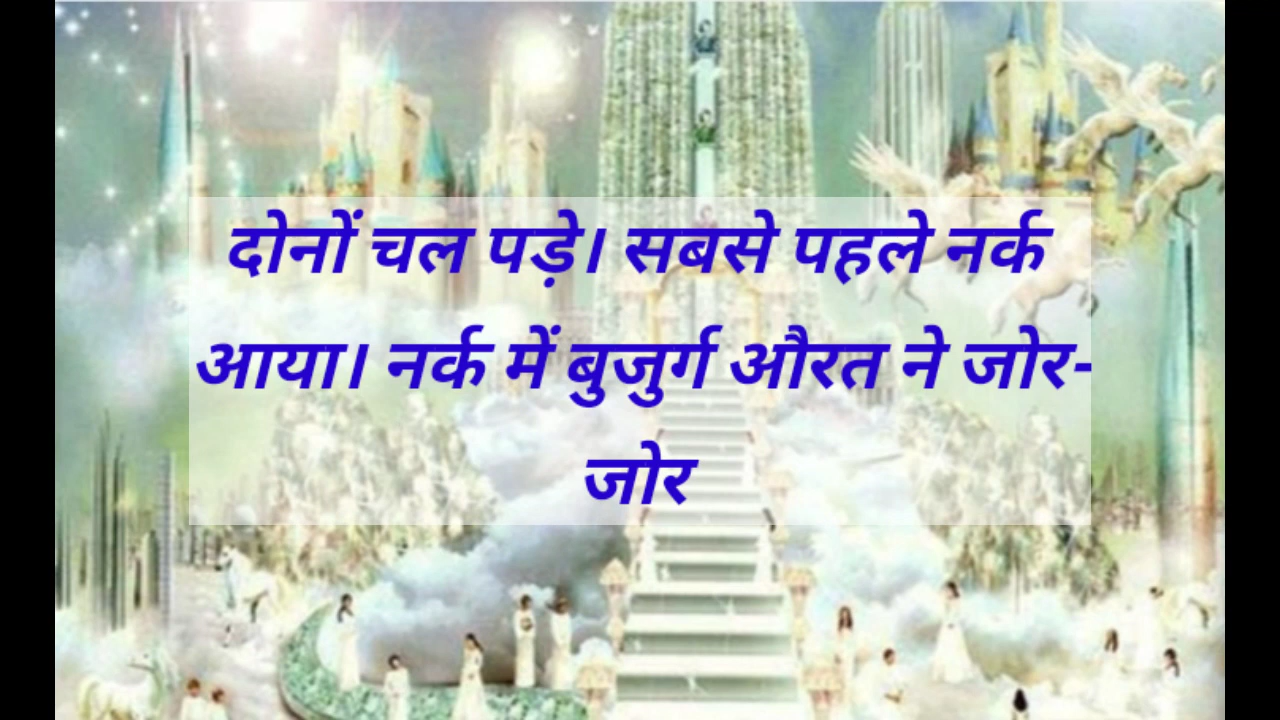 दोनों चल पड़े। सबसे पहले नर्क
आया। नर्क में बुजुर्ग औरत ने जोर-
जोर